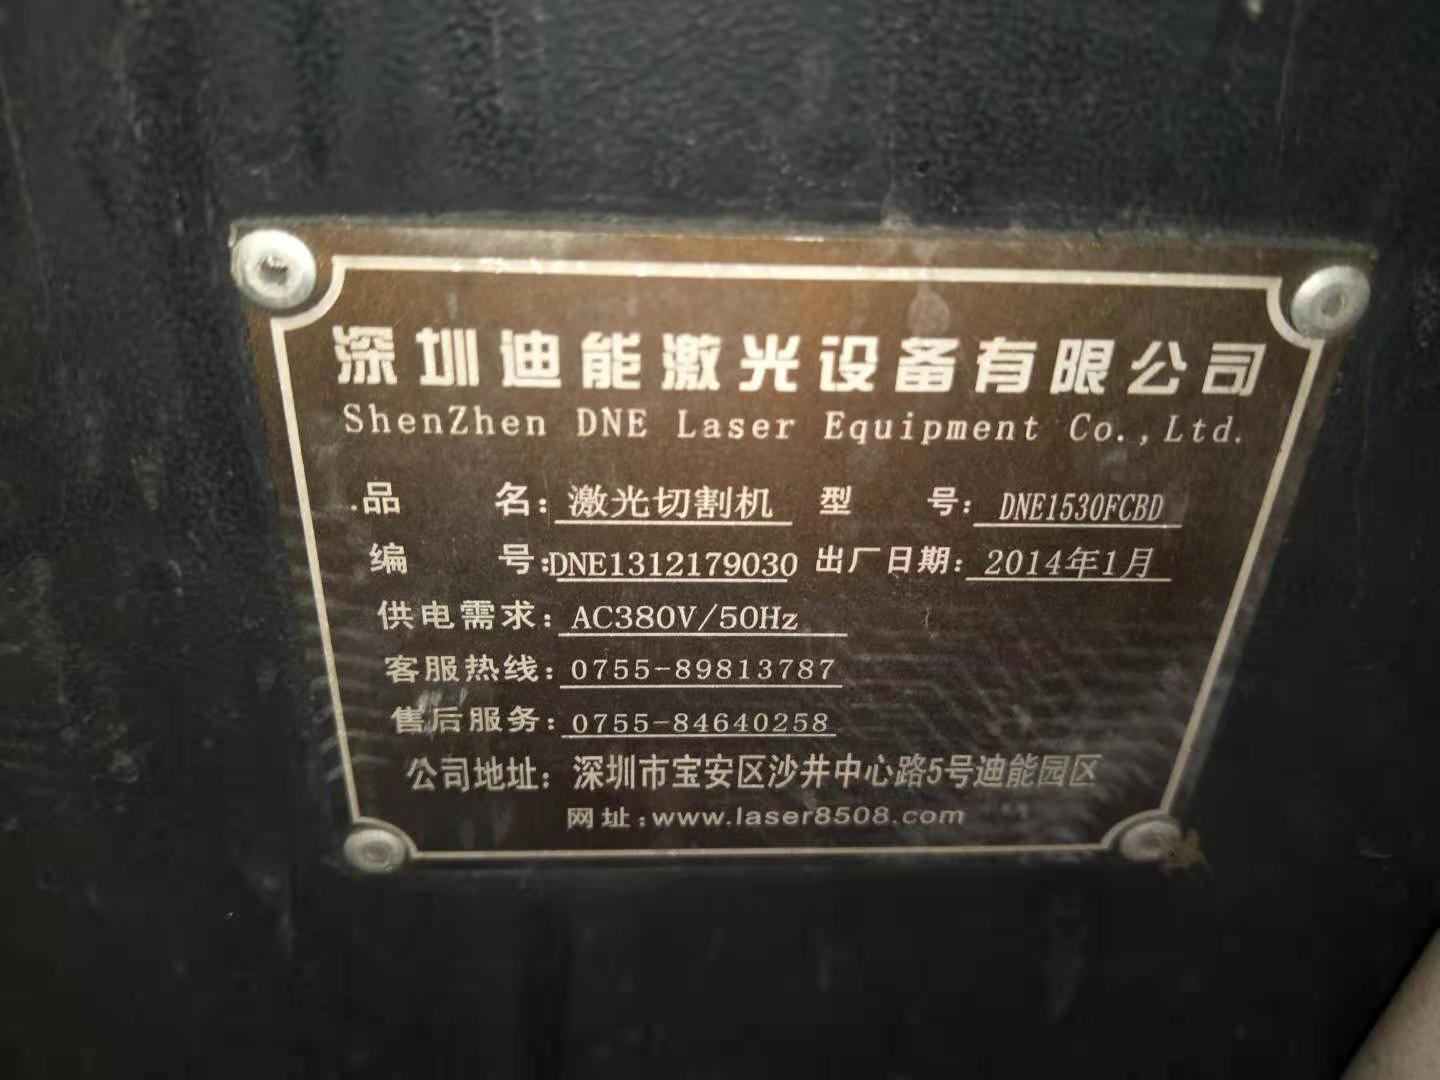 深圳迪能激光设备有限公司
ShenZhen DNE Laser Equipment Co.,Ltd.
品 名：激光切割机 型 号：DNE1530FCBD
编 号：DNE1312179030 出厂日期：2014年1月
供电需求：AC380V/50Hz
客服热线：0755-89813787
售后服务：0755-84640258
公司地址：深圳市宝安区沙井中心路5号迪能园区
网址：www.laser8508.com